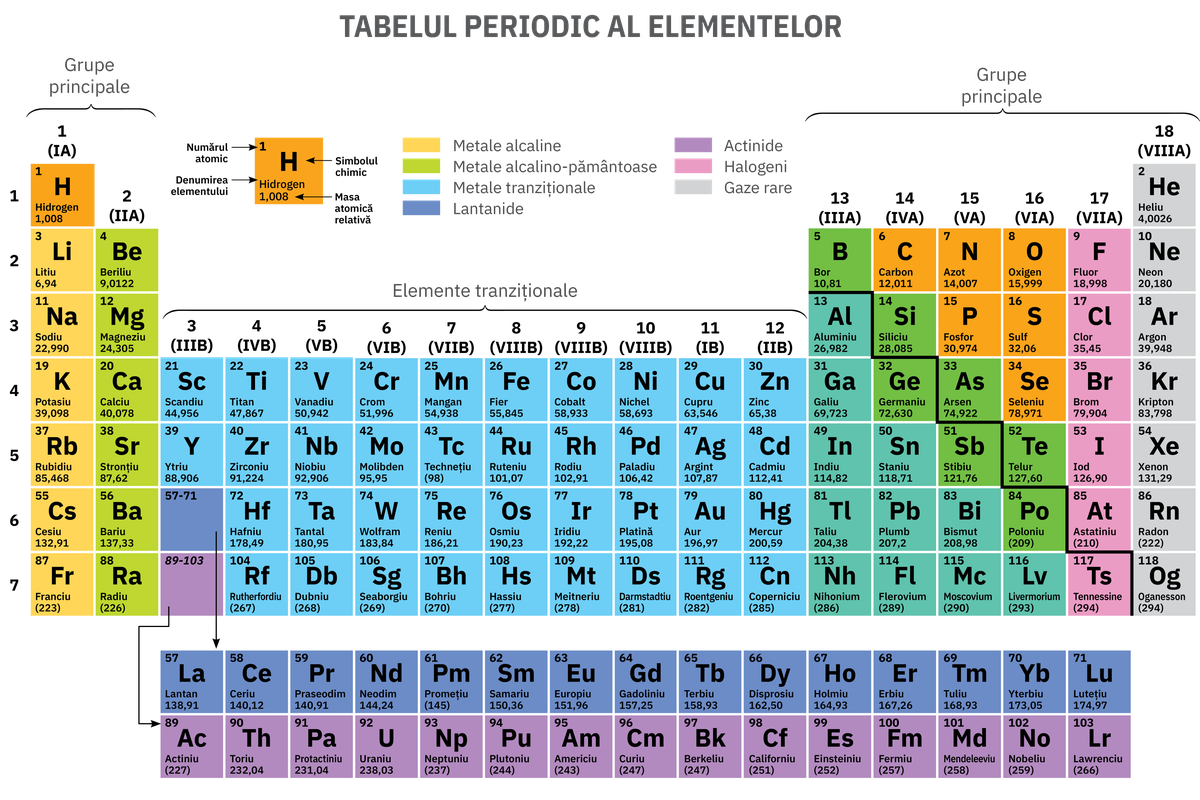 TABELUL PERIODIC AL ELEMENTELOR
Grupe
principale
Grupe
principale
1
(IA)
18
(VIIIA)
Numărul
atomic
Denumirea
elementului
1
H
Hidrogen
1,008
Simbolul
chimic
Masa
atomică
relativă
Metale alcaline
Metale alcalino-pământoase
Metale tranziționale
Lantanide
Actinide
Halogeni
Gaze rare
2
(IIA)
13
(IIIA)
14
(IVA)
15
(VA)
16
(VIA)
17
(VIIA)
Elemente tranziționale
3
(IIIB)
4
(IVB)
5
(VB)
6
(VIB)
7
(VIIB)
8
(VIIIB)
9
(VIIIB)
10
(VIIIB)
11
(IB)
12
(IIB)
1
1
H
Hidrogen
1,008
2
He
Heliu
4,0026
2
3
Li
Litiu
6,94
4
Be
Beriliu
9,0122
5
B
Bor
10,81
6
C
Carbon
12,011
7
N
Azot
14,007
8
O
Oxigen
15,999
9
F
Fluor
18,998
10
Ne
Neon
20,180
3
11
Na
Sodiu
22,990
12
Mg
Magneziu
24,305
13
Al
Aluminiu
26,982
14
Si
Siliciu
28,085
15
P
Fosfor
30,974
16
S
Sulf
32,06
17
Cl
Clor
35,45
18
Ar
Argon
39,948
4
19
K
Potasiu
39,098
20
Ca
Calciu
40,078
21
Sc
Scandiu
44,956
22
Ti
Titan
47,867
23
V
Vanadiu
50,942
24
Cr
Crom
51,996
25
Mn
Mangan
54,938
26
Fe
Fier
55,845
27
Co
Cobalt
58,933
28
Ni
Nichel
58,693
29
Cu
Cupru
63,546
30
Zn
Zinc
65,38
31
Ga
Galiu
69,723
32
Ge
Germaniu
72,630
33
As
Arsen
74,922
34
Se
Seleniu
78,971
35
Br
Brom
79,904
36
Kr
Kripton
83,798
5
37
Rb
Rubidiu
85,468
38
Sr
Stronțiu
87,62
39
Y
Ytriu
88,906
40
Zr
Zirconiu
91,224
41
Nb
Niobiu
92,906
42
Mo
Molibden
95,95
43
Tc
Technețiu
(98)
44
Ru
Ruteniu
101,07
45
Rh
Rodiu
102,91
46
Pd
Paladiu
106,42
47
Ag
Argint
107,87
48
Cd
Cadmiu
112,41
49
In
Indiu
114,82
50
Sn
Staniu
118,71
51
Sb
Stibiu
121,76
52
Te
Telur
127,60
53
I
Iod
126,90
54
Xe
Xenon
131,29
6
55
Cs
Cesiu
132,91
56
Ba
Bariu
137,33
57-71
72
Hf
Hafniu
178,49
73
Ta
Tantal
180,95
74
W
Wolfram
183,84
75
Re
Reniu
186,21
76
Os
Osmiu
190,23
77
Ir
Iridiu
192,22
78
Pt
Platină
195,08
79
Au
Aur
196,97
80
Hg
Mercur
200,59
81
Tl
Taliu
204,38
82
Pb
Plumb
207,2
83
Bi
Bismut
208,98
84
Po
Poloniu
(209)
85
At
Astatiniu
(210)
86
Rn
Radon
(222)
7
87
Fr
Franciu
(223)
88
Ra
Radiu
(226)
89-103
104
Rf
Rutherfordiu
(267)
105
Db
Dubniu
(268)
106
Sg
Seaborgiu
(269)
107
Bh
Bohriu
(270)
108
Hs
Hassiu
(277)
109
Mt
Meitneriu
(278)
110
Ds
Darmstadtiu
(281)
111
Rg
Roentgeniu
(282)
112
Cn
Coperniciu
(285)
113
Nh
Nihonium
(286)
114
Fl
Flerovium
(289)
115
Mc
Moscovium
(290)
116
Lv
Livermorium
(293)
117
Ts
Tennessine
(294)
118
Og
Oganesson
(294)
57
La
Lantan
138,91
58
Ce
Ceriu
140,12
59
Pr
Praseodim
140,91
60
Nd
Neodim
144,24
61
Pm
Promețiu
(145)
62
Sm
Samariu
150,36
63
Eu
Europiu
151,96
64
Gd
Gadoliniu
157,25
65
Tb
Terbiu
158,93
66
Dy
Disprosiu
162,50
67
Ho
Holmiu
164,93
68
Er
Erbiu
167,26
69
Tm
Tuliu
168,93
70
Yb
Yterbiu
173,05
71
Lu
Lutețiu
174,97
89
Ac
Actiniu
(227)
90
Th
Toriu
232,04
91
Pa
Protactiniu
231,04
92
U
Uraniu
238,03
93
Np
Neptuniu
(237)
94
Pu
Plutoniu
(244)
95
Am
Americiu
(243)
96
Cm
Curiu
(247)
97
Bk
Berkeliu
(247)
98
Cf
Californiu
(251)
99
Es
Einsteiniu
(252)
100
Fm
Fermiu
(257)
101
Md
Mendeleeviu
(258)
102
No
Nobeliu
(259)
103
Lr
Lawrenciu
(266)